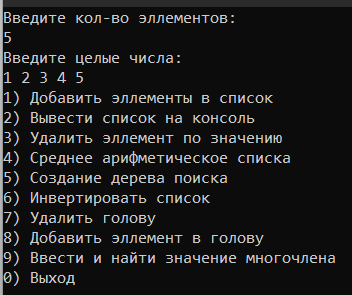 Введите кол-во эллементов:
5
Введите целые числа:
1 2 3 4 5
1) Добавить эллементы в список
2) Вывести список на консоль
3) Удалить эллемент по значению
4) Среднее арифметическое списка
5) Создание дерева поиска
6) Инвертировать список
7) Удалить голову
8) Добавить эллемент в голову
9) Ввести и найти значение многочлена
0) Выход